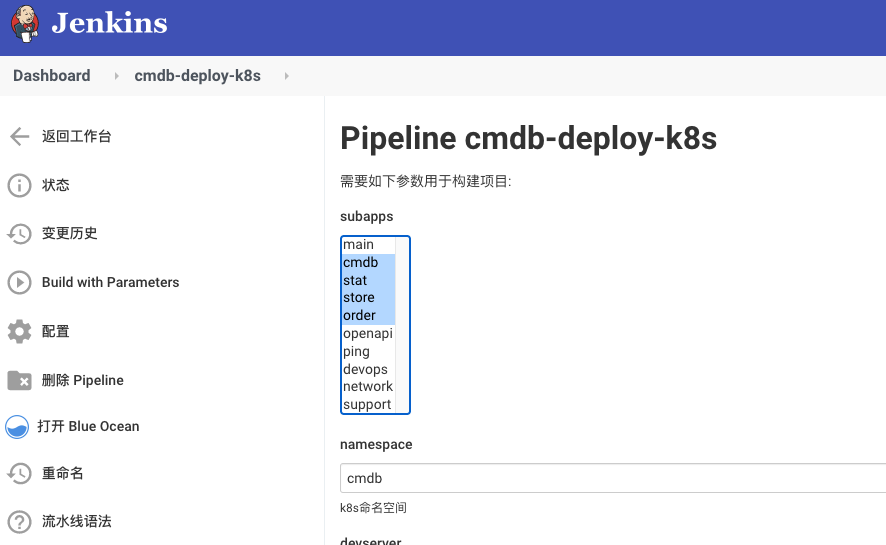 Jenkins
Dashboard
cmdb-deploy-k8s
返回工作台
状态
变更历史
Build with Parameters
配置
删除 Pipeline
打开 Blue Ocean
重命名
流水线语法
Pipeline cmdb-deploy-k8s
需要如下参数用于构建项目:
subapps
main
cmdb
stat
store
order
openapi
ping
devops
network
support
namespace
cmdb
k8s命名空间
devserver